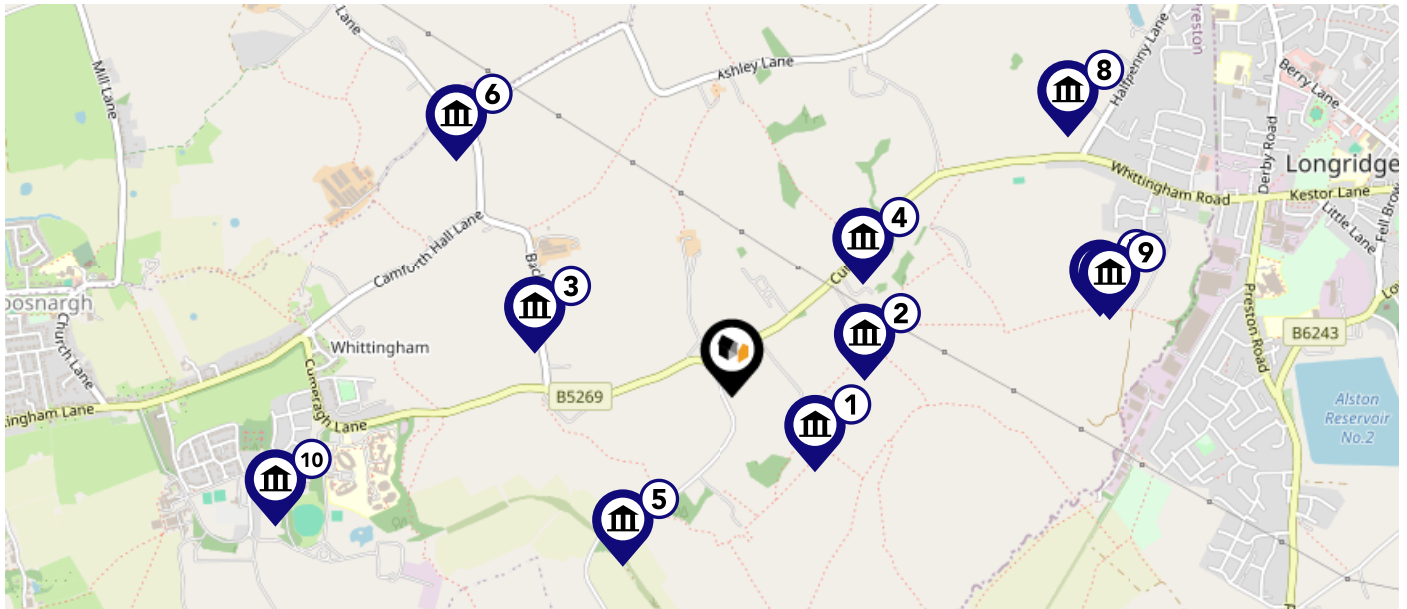 Lane
Preston
Mill Lane
Ashley Lane
Halfpenny Lane
8
Berry Lane
6
Derby Road
Longridge
Whittingham Road
Kestor Lane
Little Lane
Fell Brow
4
Camforth Hall Lane
9
3
2
Church Lane
Whittingham
Preston Road
B6243
B5269
Cumeragh Lane
1
Alston
Reservoir
No.2
10
5